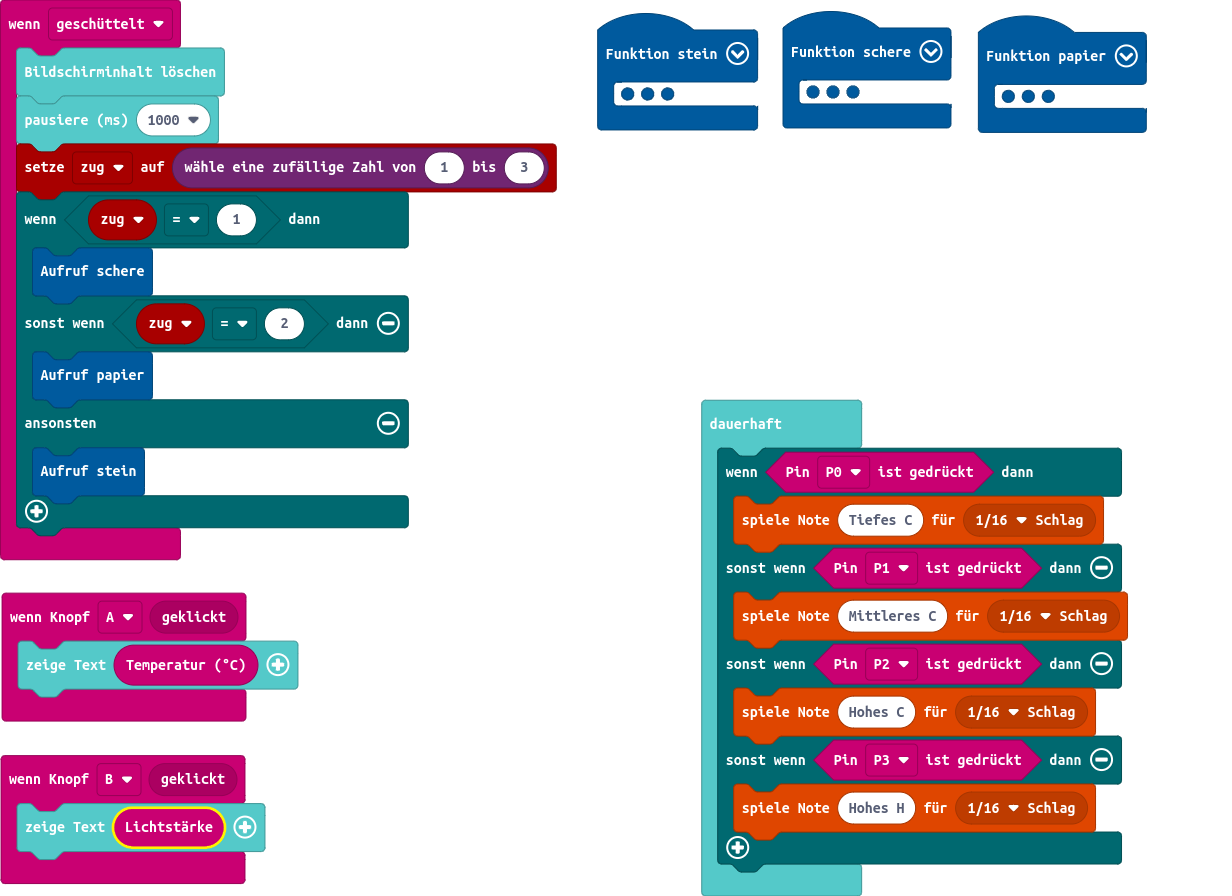 wenn geschüttelt
Bildschirminhalt löschen
pausiere (ms) 1000
setze zug auf wähle eine zufällige Zahl von 1 bis 3
wenn zug = 1 dann
Aufruf schere
sonst wenn zug = 2 dann
Aufruf papier
ansonsten
Aufruf stein
wenn Knopf A geklickt
zeige Text Temperatur (°C)
wenn Knopf B geklickt
zeige Text Lichtstärke
Funktion stein
Funktion schere
Funktion papier
dauerhaft
wenn Pin P0 ist gedrückt dann
spiele Note Tiefes C für 1/16 Schlag
sonst wenn Pin P1 ist gedrückt dann
spiele Note Mittleres C für 1/16 Schlag
sonst wenn Pin P2 ist gedrückt dann
spiele Note Hohes C für 1/16 Schlag
sonst wenn Pin P3 ist gedrückt dann
spiele Note Hohes H für 1/16 Schlag